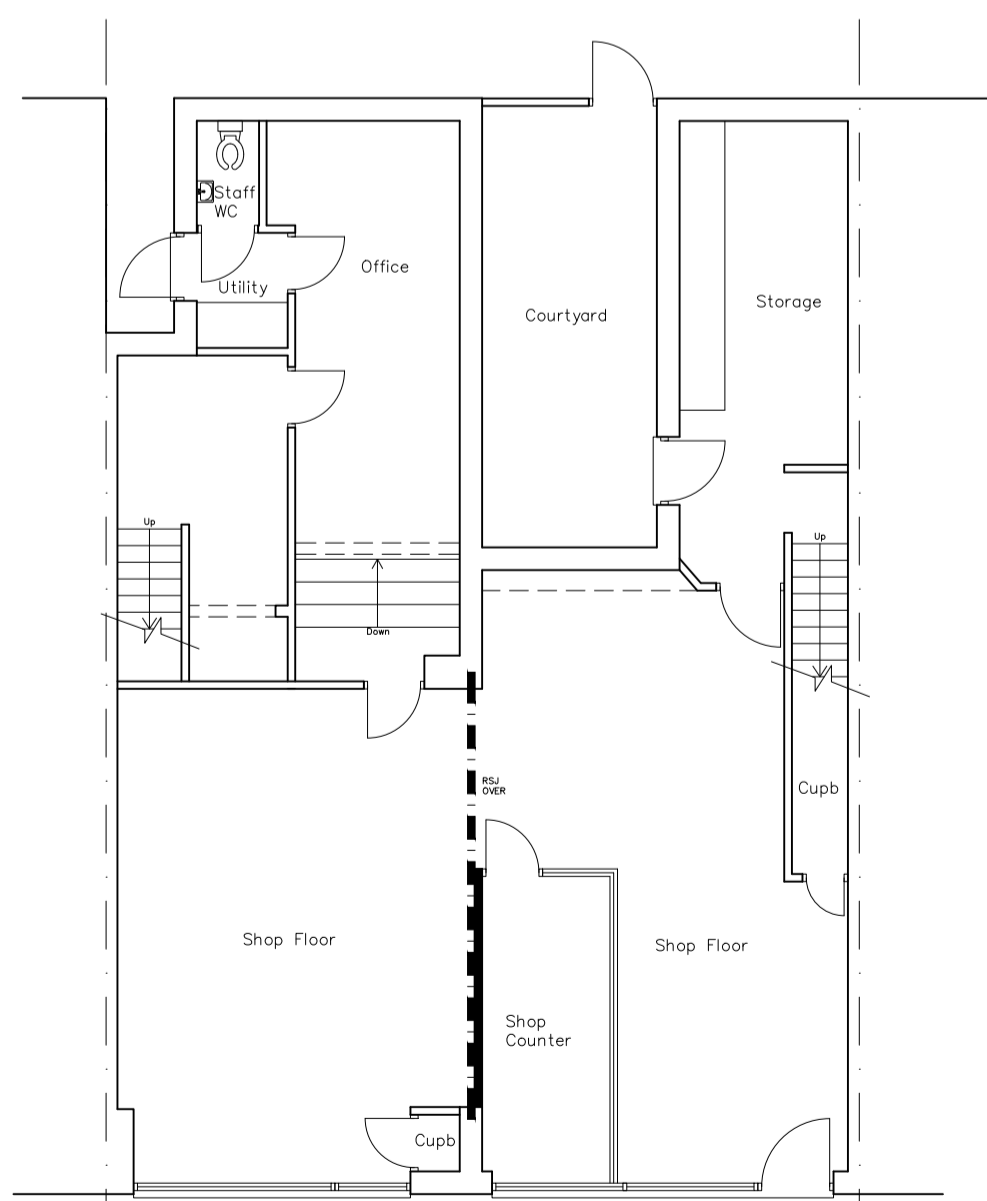 Staff
WC
Office
Utility
Courtyard
Storage
Up
Up
Down
RSJ
OVER
Cupb
Shop Floor
Shop Floor
Shop
Counter
Cupb